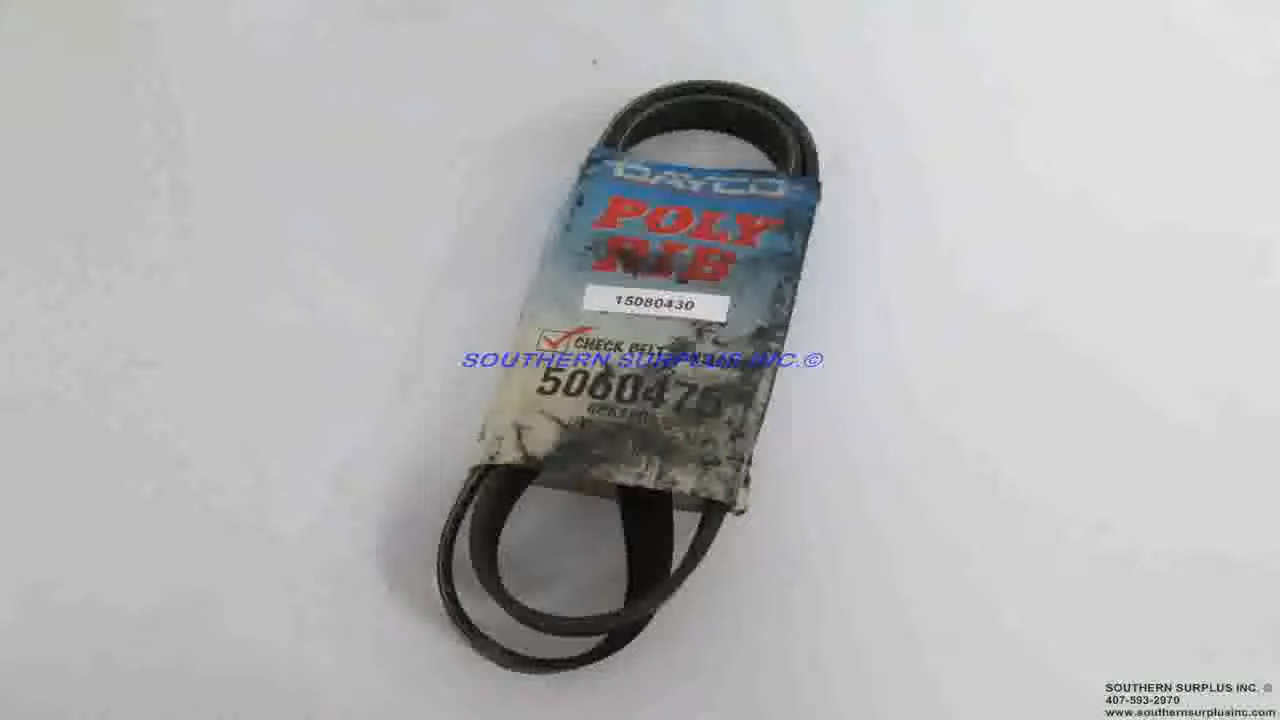 DAYCO
POLY
RIB
15080430
CHECK BELT
SOUTHERN SURPLUS INC.©
5060475
SOUTHERN SURPLUS INC. ©
407-593-2970
www.southernsurplusinc.com